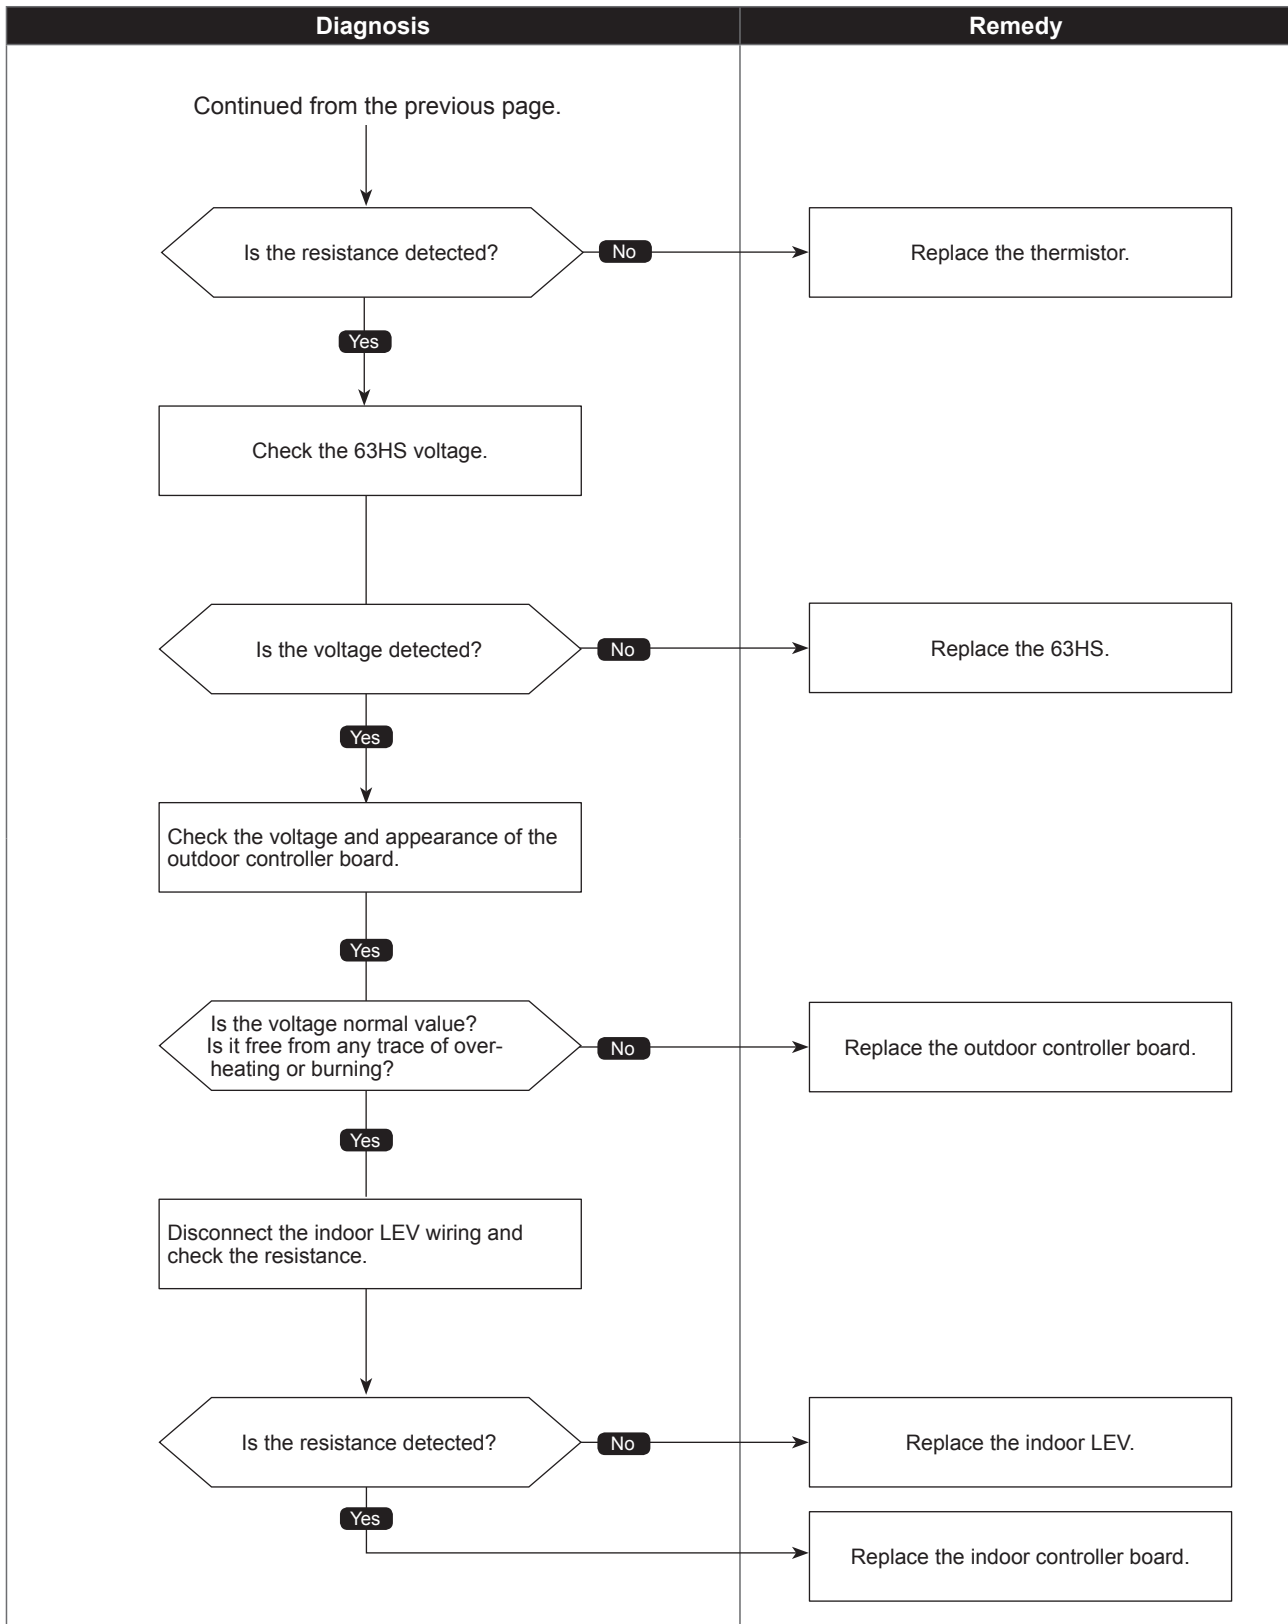 Diagnosis
Remedy
Continued from the previous page.
Is the resistance detected?
No
Replace the thermistor.
Yes
Check the 63HS voltage.
Is the voltage detected?
No
Replace the 63HS.
Yes
Check the voltage and appearance of the
outdoor controller board.
Yes
Is the voltage normal value?
Is it free from any trace of over-
heating or burning?
No
Replace the outdoor controller board.
Yes
Disconnect the indoor LEV wiring and
check the resistance.
Is the resistance detected?
No
Replace the indoor LEV.
Yes
Replace the indoor controller board.